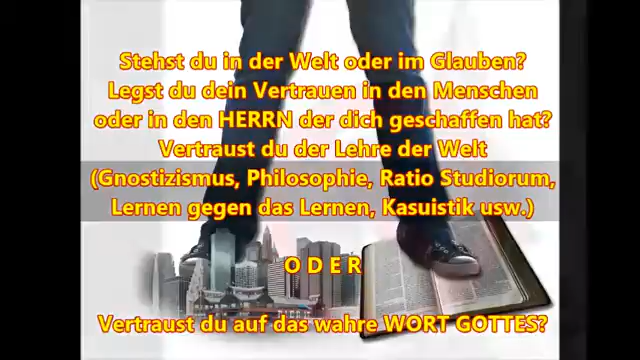 Stehst du in der Welt oder im Glauben?
Legst du dein Vertrauen in den Menschen
oder in den HERRN der dich geschaffen hat?
Vertraust du der Lehre der Welt
(Gnostizismus, Philosophie, Ratio Studiorum,
Lernen gegen das Lernen, Kasuistik usw.)
O D E R
Vertraust du auf das wahre WORT GOTTES?